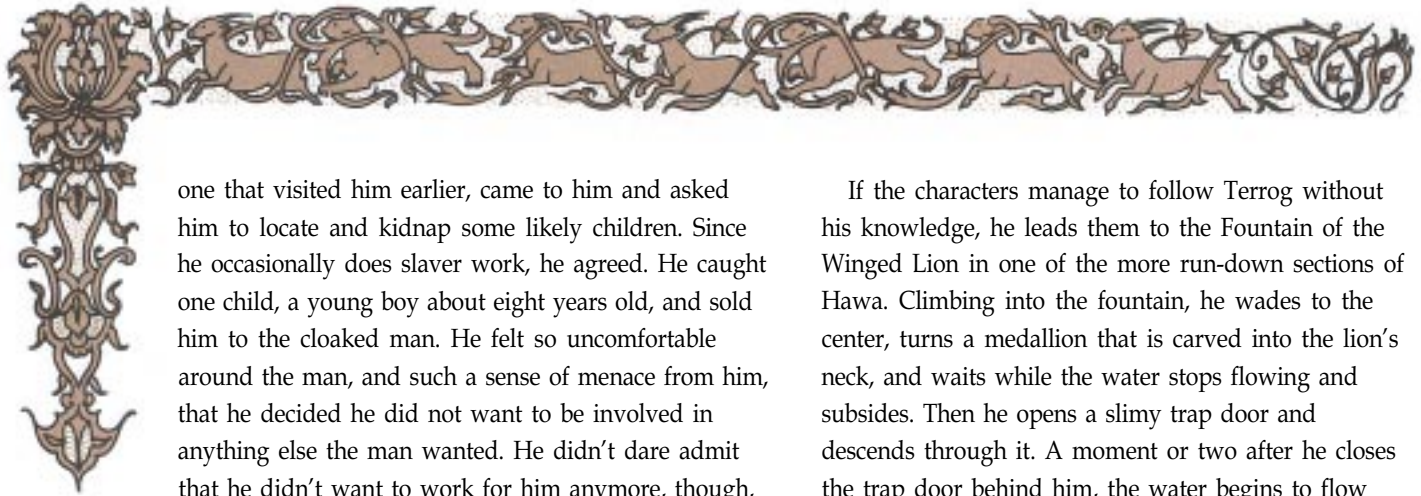 one that visited him earlier, came to him and asked
him to locate and kidnap some likely children. Since
he occasionally does slaver work, he agreed. He caught
one child, a young boy about eight years old, and sold
him to the cloaked man. He felt so uncomfortable
around the man, and such a sense of menace from him,
that he decided he did not want to be involved in
anything else the man wanted. He didn't dare admit
that he didn't want to work for him anymore, though,
If the characters manage to follow Terrog without
his knowledge, he leads them to the Fountain of the
Winged Lion in one of the more run-down sections of
Hawa. Climbing into the fountain, he wades to the
center, turns a medallion that is carved into the lion's
neck, and waits while the water stops flowing and
subsides. Then he opens a slimy trap door and
descends through it. A moment or two after he closes
the trap door behind him, the water begins to flow